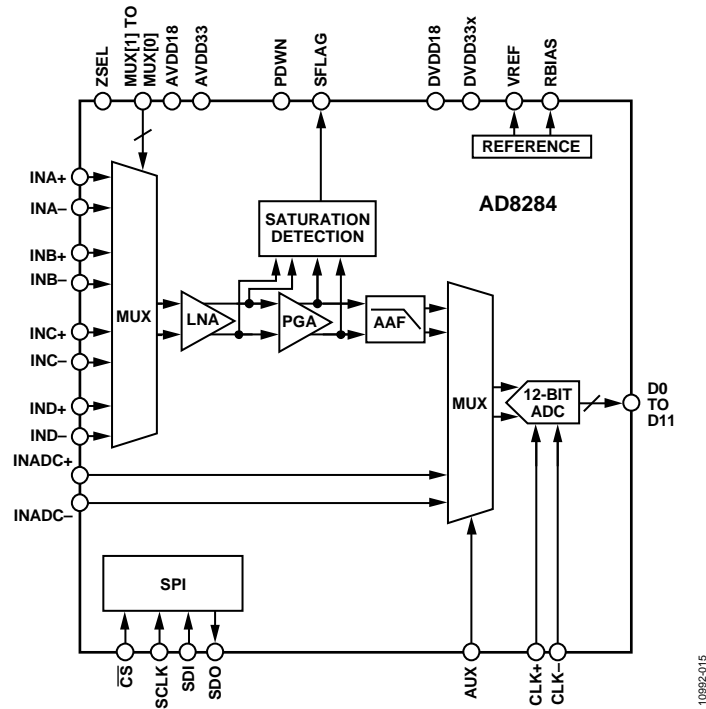 ZSEL
MUX[1] TO
MUX[0]
AVDD18
AVDD33
PDWN
SFLAG
DVDD18
DVDD33x
VREF
RBIAS
REFERENCE
AD8284
INA+
INA–
INB+
INB–
INC+
INC–
IND+
IND–
INADC+
INADC–
MUX
LNA
SATURATION
DETECTION
PGA
AAF
MUX
12-BIT
ADC
D0
TO
D11
SPI
CS
SCLK
SDI
SDO
AUX
CLK+
CLK–
10992-015